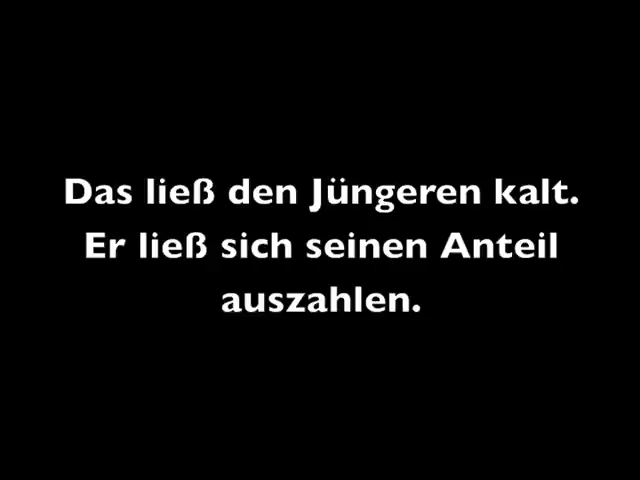 Das ließ den Jüngeren kalt.
Er ließ sich seinen Anteil
auszahlen.